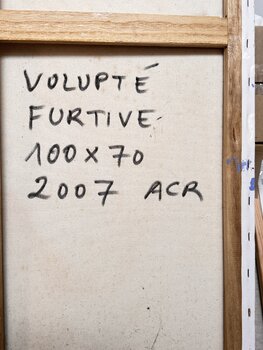 VOLUPTÉ
FURTIVE
100 x 70
2007 ACR